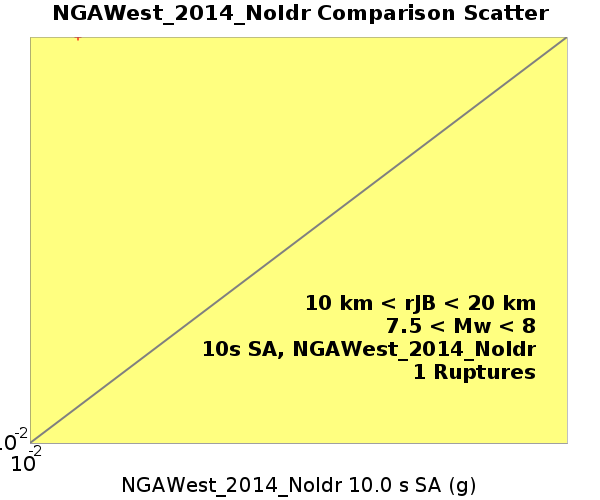 NGAWest_2014_NoIdr Comparison Scatter
10 km < rJB < 20 km
7.5 < Mw < 8
10s SA, NGAWest_2014_NoIdr
1 Ruptures
10-2
10-2
NGAWest_2014_NoIdr 10.0 s SA (g)